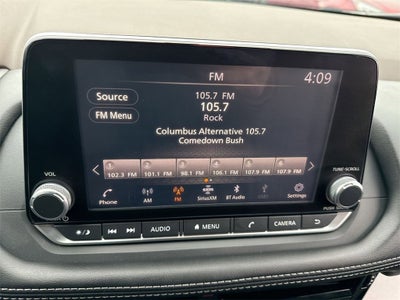 FM
4:09
Source
105.7 FM
105.7
FM Menu
Rock
Columbus Alternative 105.7
Comedown Bush
102.3 FM 101.1 FM 98.1 FM 106.1 FM 107.9 FM 107.9 FM
VOL
TUNE•SCROLL
Phone AM FM SiriusXM BT Audio Settings
PUSH
AUDIO MENU CAMERA